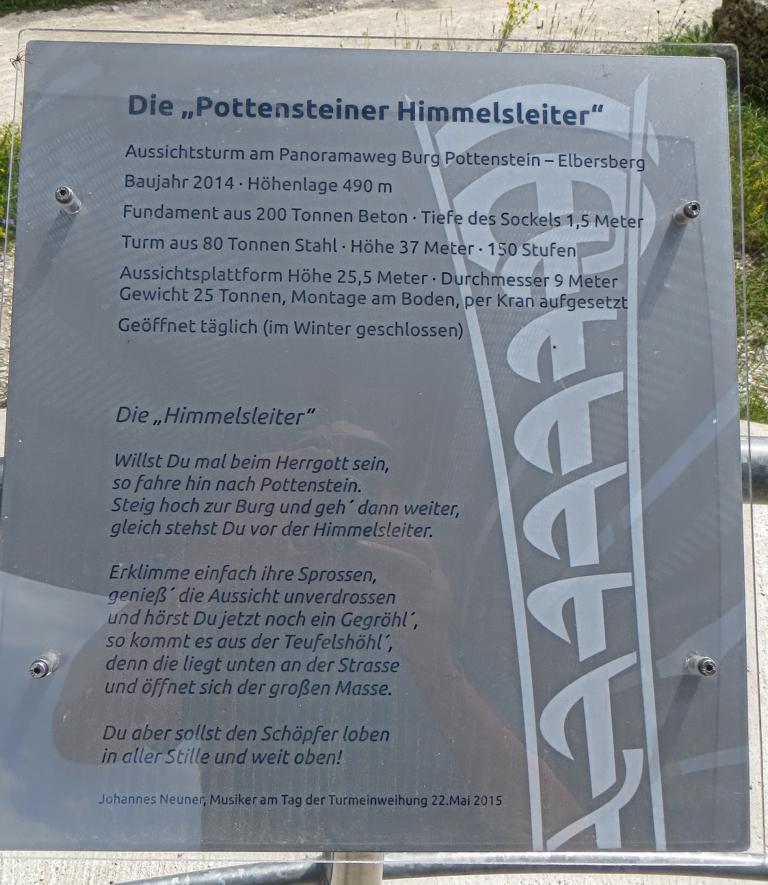 Die „Pottensteiner Himmelsleiter“
Aussichtsturm am Panoramaweg Burg Pottenstein – Elbersberg
Baujahr 2014 · Höhenlage 490 m
Fundament aus 200 Tonnen Beton · Tiefe des Sockels 1,5 Meter
Turm aus 80 Tonnen Stahl · Höhe 37 Meter · 150 Stufen
Aussichtsplattform Höhe 25,5 Meter · Durchmesser 9 Meter
Gewicht 25 Tonnen, Montage am Boden, per Kran aufgesetzt
Geöffnet täglich (im Winter geschlossen)
Die „Himmelsleiter“
Willst Du mal beim Herrgott sein,
so fahre hin nach Pottenstein.
Steig hoch zur Burg und geh´ dann weiter,
gleich stehst Du vor der Himmelsleiter.
Erklimme einfach ihre Sprossen,
genieß´ die Aussicht unverdrossen
und hörst Du jetzt noch ein Gegröhl´,
so kommt es aus der Teufelshöhl´,
denn die liegt unten an der Strasse
und öffnet sich der großen Masse.
Du aber sollst den Schöpfer loben
in aller Stille und weit oben!
Johannes Neuner, Musiker am Tag der Turmeinweihung 22.Mai 2015